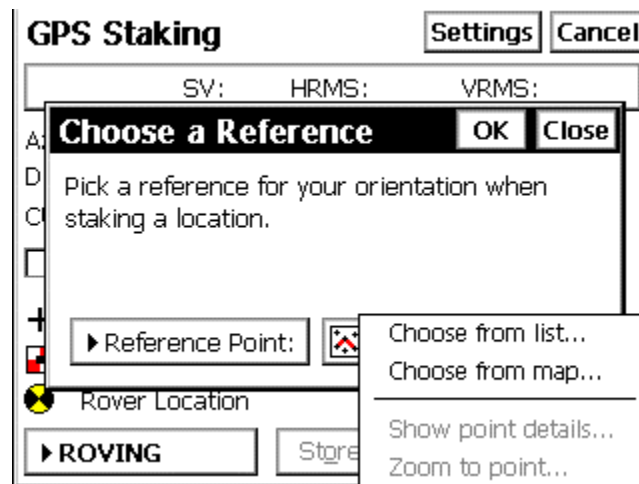 GPS Staking Settings Cancel
SV: HRMS: VRMS:
Choose a Reference OK Close
Pick a reference for your orientation when
staking a location.
Reference Point:
Choose from list...
Choose from map...
Rover Location
Show point details...
ROVING
Zoom to point...